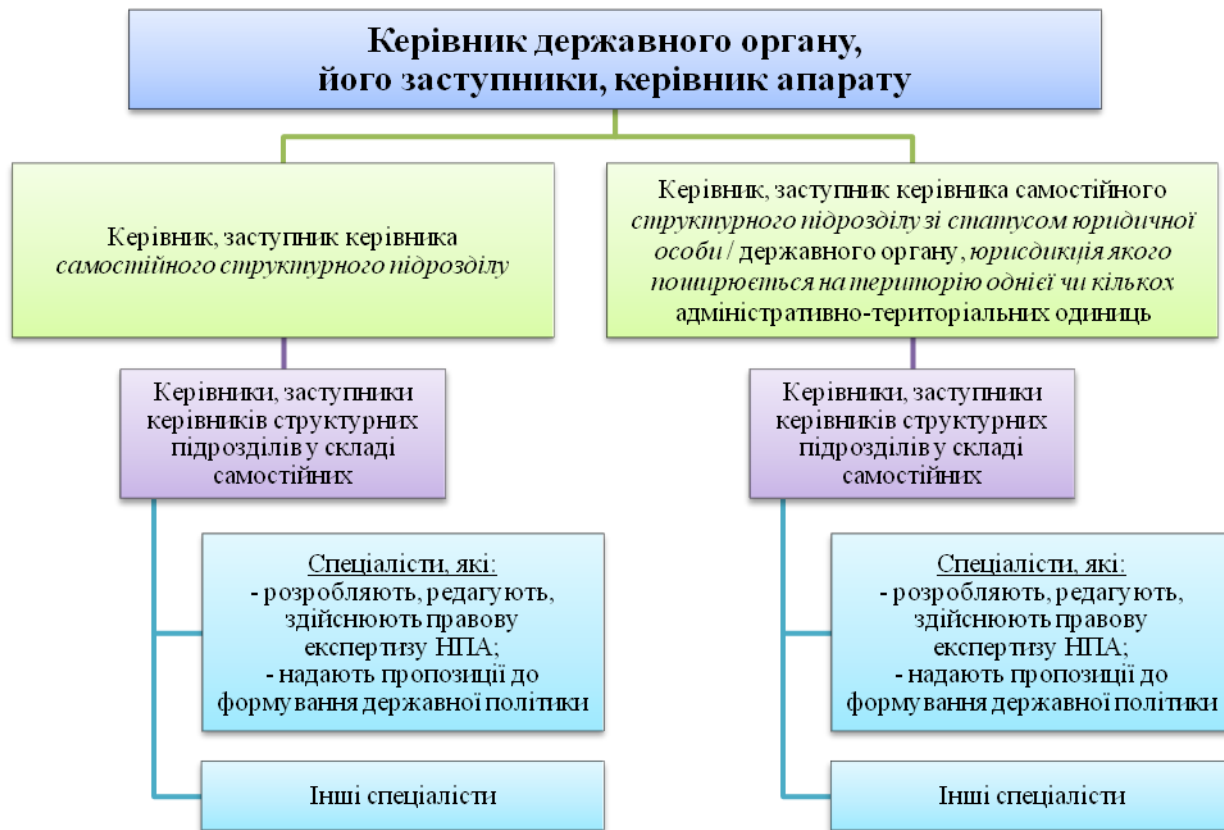 Керівник державного органу,
його заступники, керівник апарату
Керівник, заступник керівника
самостійного структурного підрозділу
Керівник, заступник керівника самостійного
структурного підрозділу зі статусом юридичної
особи / державного органу, юрисдикція якого
поширюється на територію однієї чи кількох
адміністративно-територіальних одиниць
Керівники, заступники
керівників структурних
підрозділів у складі
самостійних
Керівники, заступники
керівників структурних
підрозділів у складі
самостійних
Спеціалісти, які:
- розробляють, редагують,
здійснюють правову
експертизу НПА;
- надають пропозиції до
формування державної політики
Спеціалісти, які:
- розробляють, редагують,
здійснюють правову
експертизу НПА;
- надають пропозиції до
формування державної політики
Інші спеціалісти
Інші спеціалісти